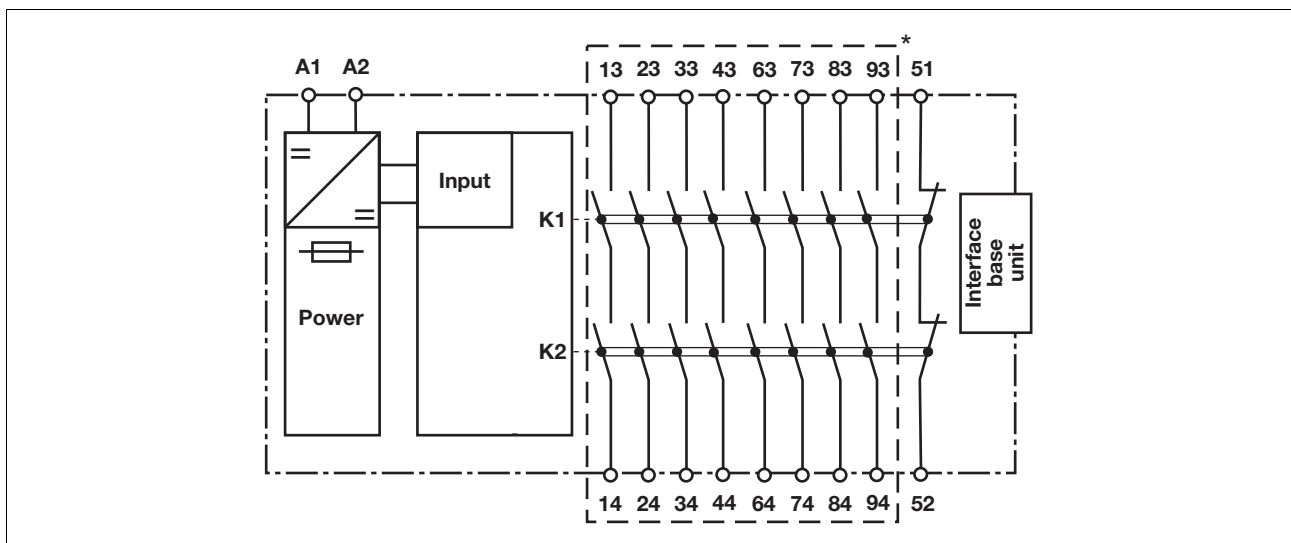 *
A1 A2 13 23 33 43 63 73 83 93 51
Input
K1
Interface
base
unit
Power
K2
14 24 34 44 64 74 84 94 52